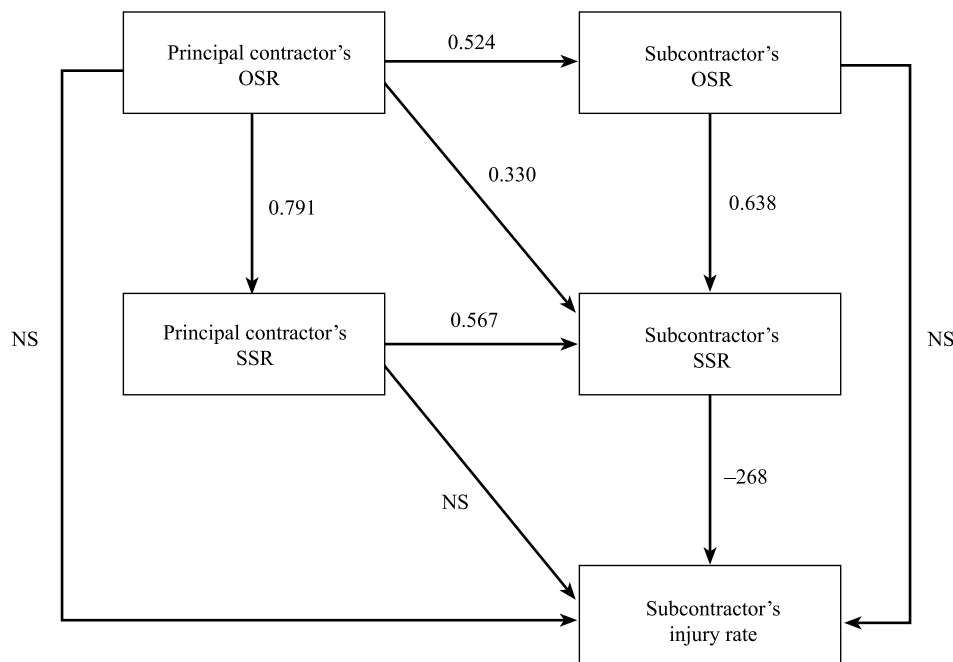 Principal contractor’s
OSR
0.524
Subcontractor’s
OSR
0.330
0.791
0.638
NS
Principal contractor’s
SSR
0.567
Subcontractor’s
SSR
NS
NS
–268
Subcontractor’s
injury rate